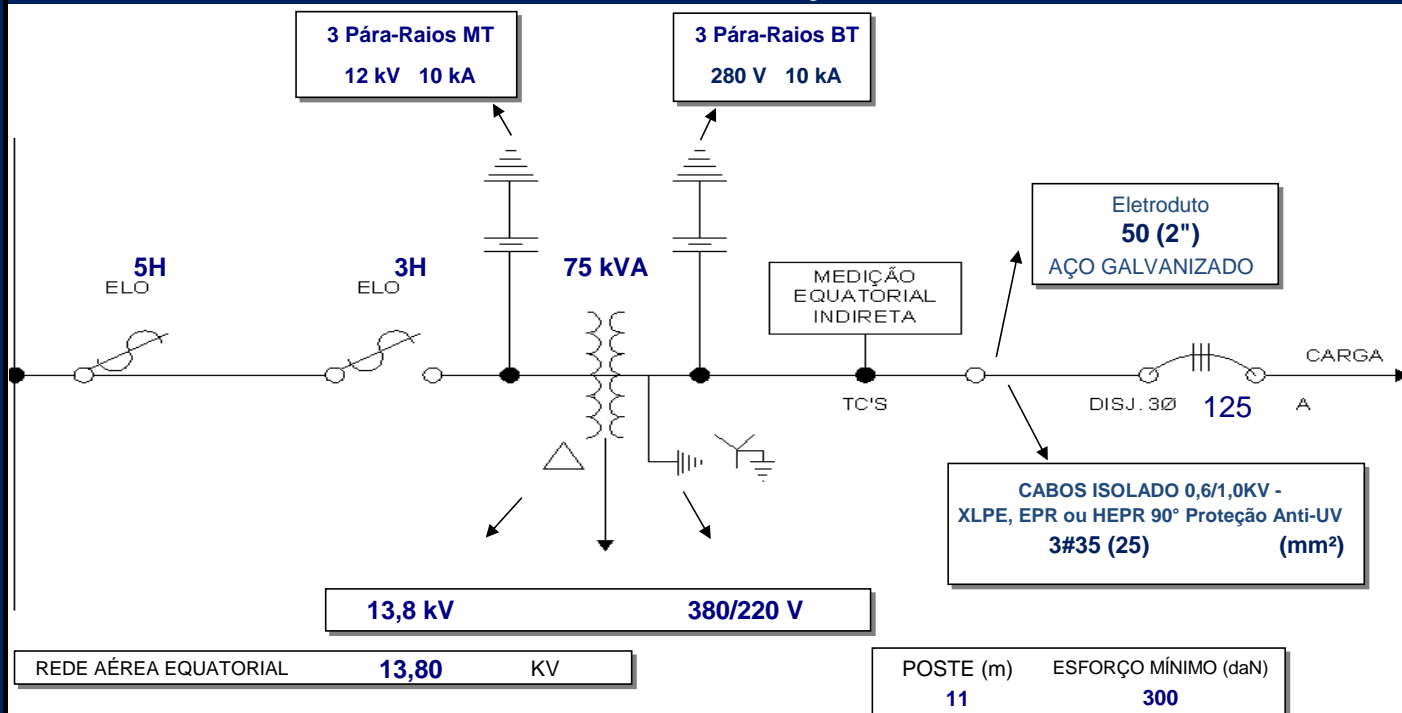 3 Pára-Raios MT
12 kV 10 kA
3 Pára-Raios BT
280 V 10 kA
Eletroduto
50 (2")
AÇO GALVANIZADO
5H
ELO
3H
ELO
75 kVA
MEDIÇÃO
EQUATORIAL
INDIRETA
TC'S
DISJ. 3Ø 125 A
CARGA
CABOS ISOLADO 0,6/1,0KV -
XLPE, EPR ou HEPR 90° Proteção Anti-UV
3#35 (25) (mm²)
13,8 kV 380/220 V
REDE AÉREA EQUATORIAL 13,80 KV
POSTE (m) ESFORÇO MÍNIMO (daN)
11 300